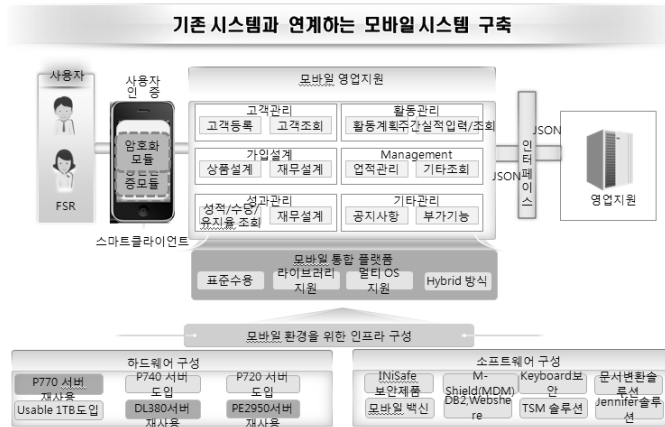 기존 시스템과 연계하는 모바일 시스템 구축
사용자
FSR
사용자
인 증
암호화
모듈
증모듈
스마트클라이언트
모바일 영업지원
고객관리
고객등록
고객조회
활동관리
활동계획
주간실적입력/조회
가입설계
상품설계
재무설계
Management
업적관리
기타조회
성과관리
성적/수당/
유지율 조회
재무설계
기타관리
공지사항
부가기능
모바일 통합 플랫폼
표준수용
라이브러리
지원
멀티 OS
지원
Hybrid 방식
JSON
인터페이스
JSON
영업지원
모바일 환경을 위한 인프라 구성
하드웨어 구성
P770 서버
재사용
P740 서버
도입
P720 서버
도입
Usable 1TB도입
DL380서버
재사용
PE2950서버
재사용
소프트웨어 구성
INiSafe
보안제품
M-
Shield(MDM)
Keyboard보
안
문서변환솔
루션
모바일 백신
DB2,Webshe
re
TSM 솔루션
Jennifer솔루
션